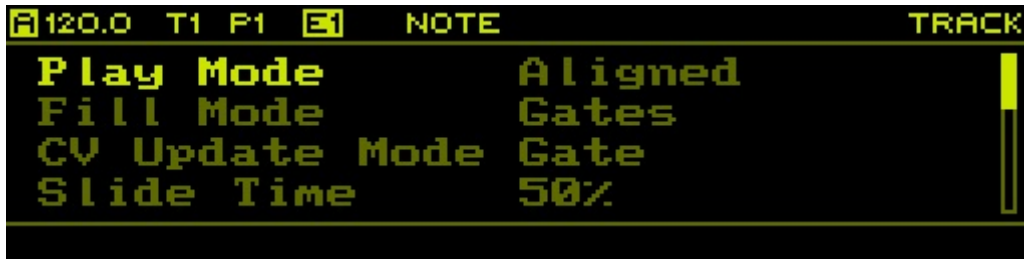 A 120.0 T1 P1 E1 NOTE TRACK
Play Mode Aligned
Fill Mode Gates
CV Update Mode Gate
Slide Time 50%